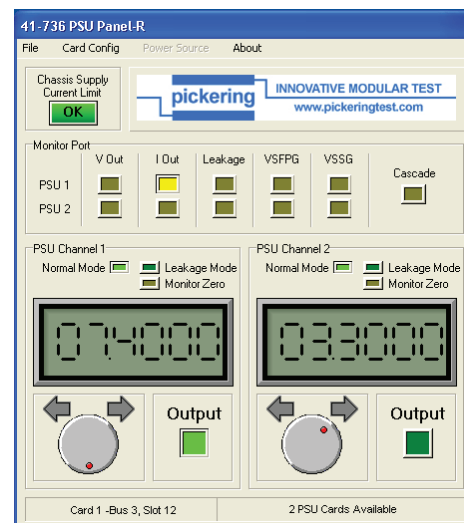 41-736 PSU Panel-R
File Card Config Power Source About
Chassis Supply
Current Limit
OK
pickering
INNOVATIVE MODULAR TEST
www.pickeringtest.com
Monitor Port
V Out I Out Leakage VSFPG VSSG
Cascade
PSU 1
PSU 2
PSU Channel 1
Normal Mode Leakage Mode
Monitor Zero
074000
Output
PSU Channel 2
Normal Mode Leakage Mode
Monitor Zero
03.3000
Output
Card 1 -Bus 3, Slot 12
2 PSU Cards Available